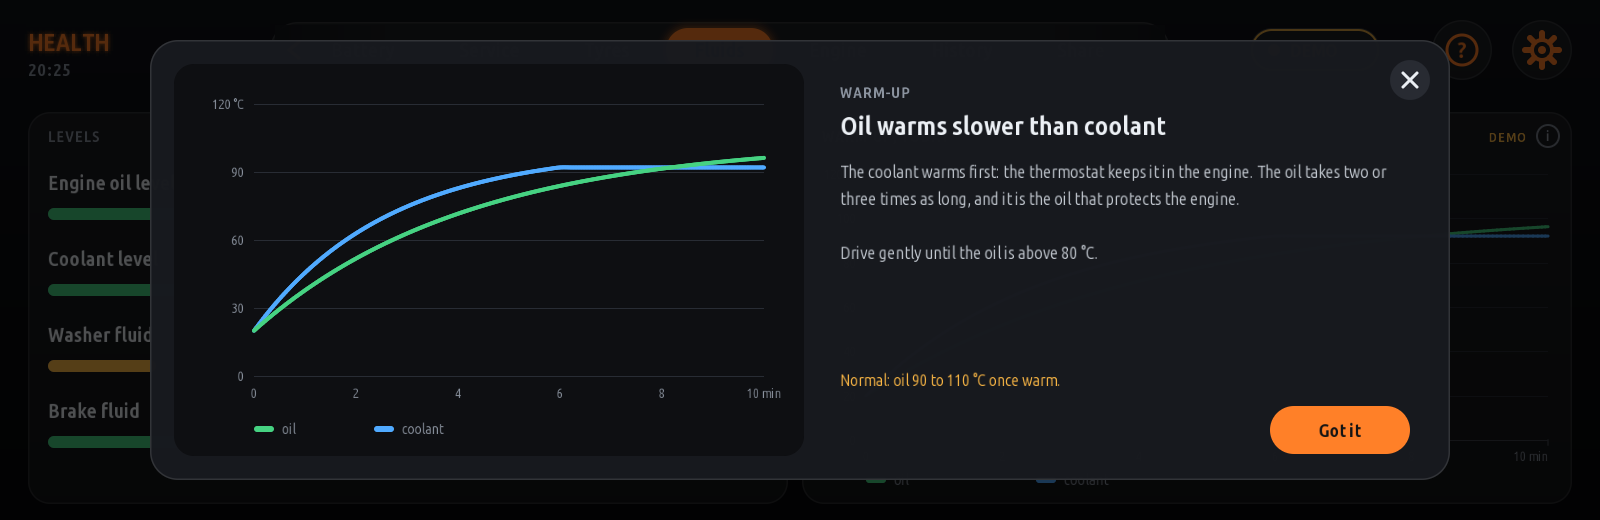 HEALTH
20:25
?
LEVELS
Engine oil le
Coolant leve
Washer fluid
Brake fluid
120 °C
90
60
30
0
0 2 4 6 8 10 min
oil coolant
WARM-UP
Oil warms slower than coolant
The coolant warms first: the thermostat keeps it in the engine. The oil takes two or
three times as long, and it is the oil that protects the engine.
Drive gently until the oil is above 80 °C.
Normal: oil 90 to 110 °C once warm.
Got it
DEMO i
10 min
oil coolant